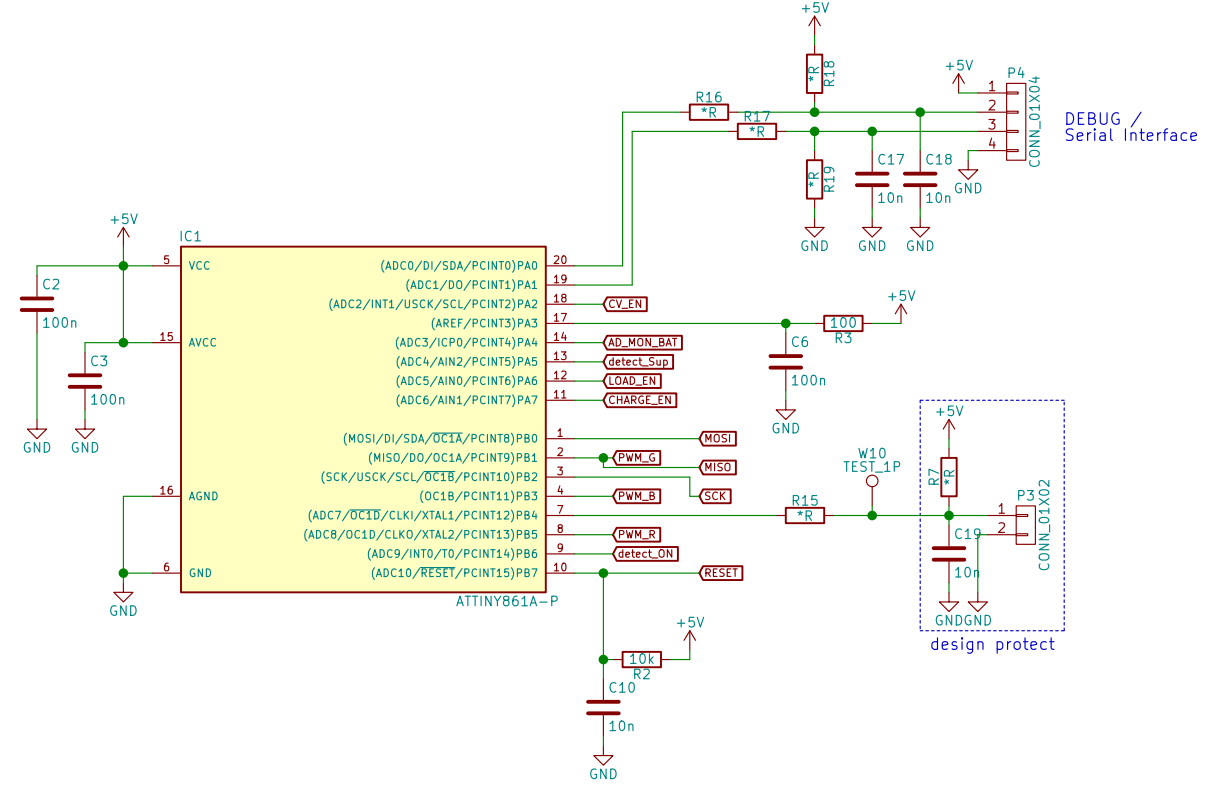 +5V
*R
R18
+5V
P4
1
2
3
4
CONN_01X04
DEBUG /
Serial Interface
R16
*R
R17
*R
*R
R19
C17
10n
C18
10n
GND
GND
GND
GND
+5V
IC1
C2
100n
C3
100n
GND
GND
5
VCC
15
AVCC
16
AGND
6
GND
GND
(ADC0/DI/SDA/PCINT0)PA0
20
(ADC1/DO/PCINT1)PA1
19
(ADC2/INT1/USCK/SCL/PCINT2)PA2
18
CV_EN
(AREF/PCINT3)PA3
17
(ADC3/ICP0/PCINT4)PA4
14
AD_MON_BAT
(ADC4/AIN2/PCINT5)PA5
13
detect_Sup
(ADC5/AIN0/PCINT6)PA6
12
LOAD_EN
(ADC6/AIN1/PCINT7)PA7
11
CHARGE_EN
(MOSI/DI/SDA/OC1A/PCINT8)PB0
1
MOSI
(MISO/DO/OC1A/PCINT9)PB1
2
PWM_G
MISO
(SCK/USCK/SCL/OC1B/PCINT10)PB2
3
SCK
(OC1B/PCINT11)PB3
4
PWM_B
(ADC7/OC1D/CLKI/XTAL1/PCINT12)PB4
7
(ADC8/OC1D/CLKO/XTAL2/PCINT13)PB5
8
PWM_R
(ADC9/INT0/T0/PCINT14)PB6
9
detect_ON
(ADC10/RESET/PCINT15)PB7
10
RESET
ATTINY861A-P
+5V
100
R3
C6
100n
GND
W10
TEST_1P
R15
*R
+5V
R7
*R
P3
1
2
CONN_01X02
C19
10n
GND
GND
design protect
+5V
10k
R2
C10
10n
GND